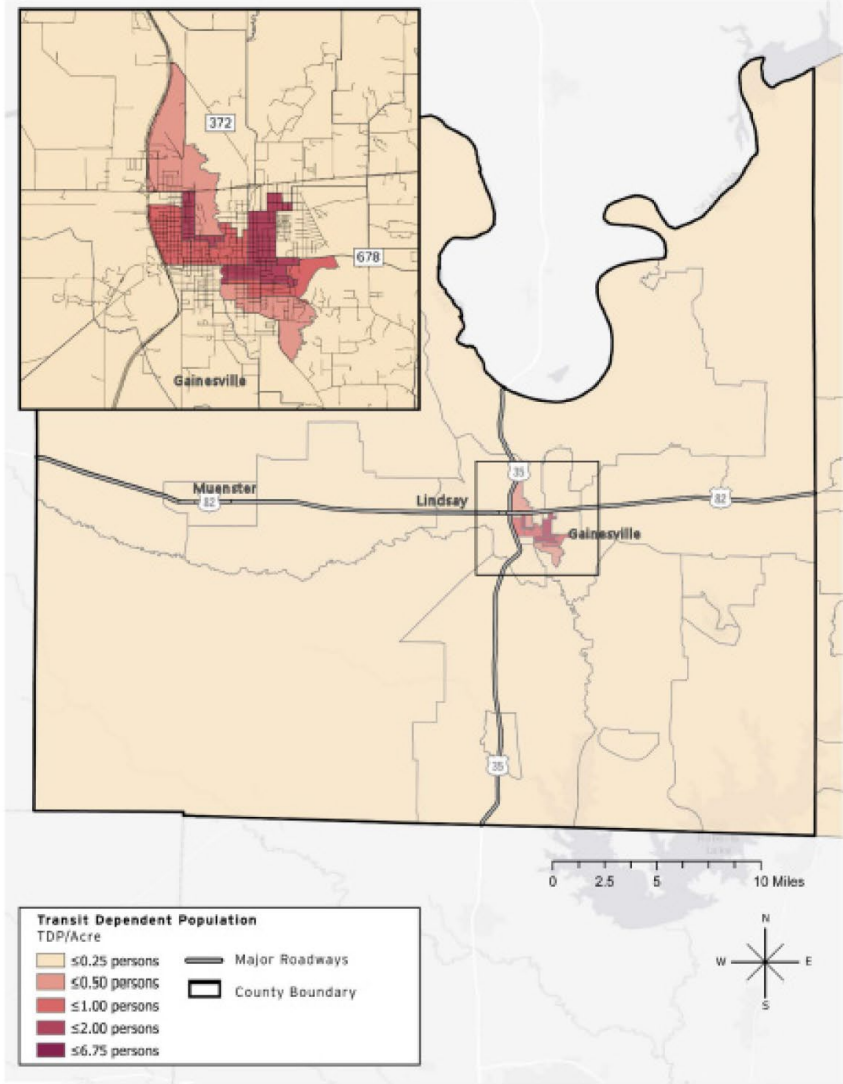 372
678
Gainesville
35
Muenster
82
Lindsay
82
Gainesville
35
0 2.5 5 10 Miles
Transit Dependent Population
TDP/Acre
≤0.25 persons
≤0.50 persons
≤1.00 persons
≤2.00 persons
≤6.75 persons
Major Roadways
County Boundary
N
W E
S